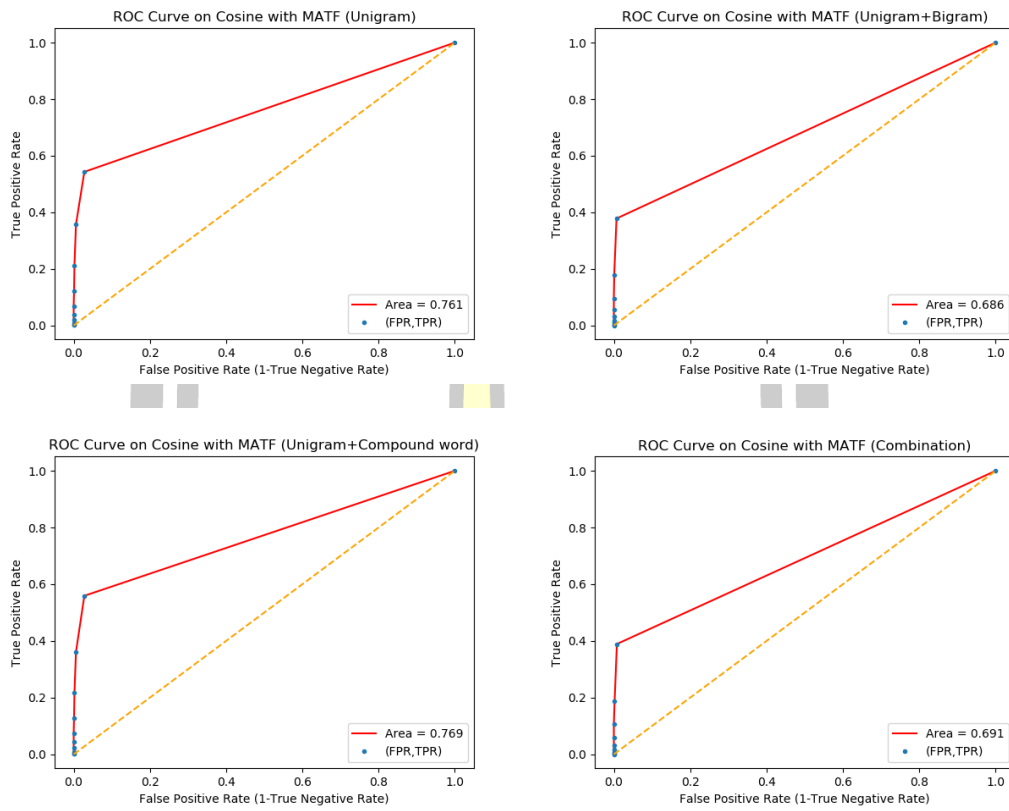 ROC Curve on Cosine with MATF (Unigram)
1.0
0.8
0.6
0.4
0.2
0.0
True Positive Rate
Area = 0.761
(FPR,TPR)
0.0 0.2 0.4 0.6 0.8 1.0
False Positive Rate (1-True Negative Rate)
ROC Curve on Cosine with MATF (Unigram+Bigram)
1.0
0.8
0.6
0.4
0.2
0.0
True Positive Rate
Area = 0.686
(FPR,TPR)
0.0 0.2 0.4 0.6 0.8 1.0
False Positive Rate (1-True Negative Rate)
ROC Curve on Cosine with MATF (Unigram+Compound word)
1.0
0.8
0.6
0.4
0.2
0.0
True Positive Rate
Area = 0.769
(FPR,TPR)
0.0 0.2 0.4 0.6 0.8 1.0
False Positive Rate (1-True Negative Rate)
ROC Curve on Cosine with MATF (Combination)
1.0
0.8
0.6
0.4
0.2
0.0
True Positive Rate
Area = 0.691
(FPR,TPR)
0.0 0.2 0.4 0.6 0.8 1.0
False Positive Rate (1-True Negative Rate)